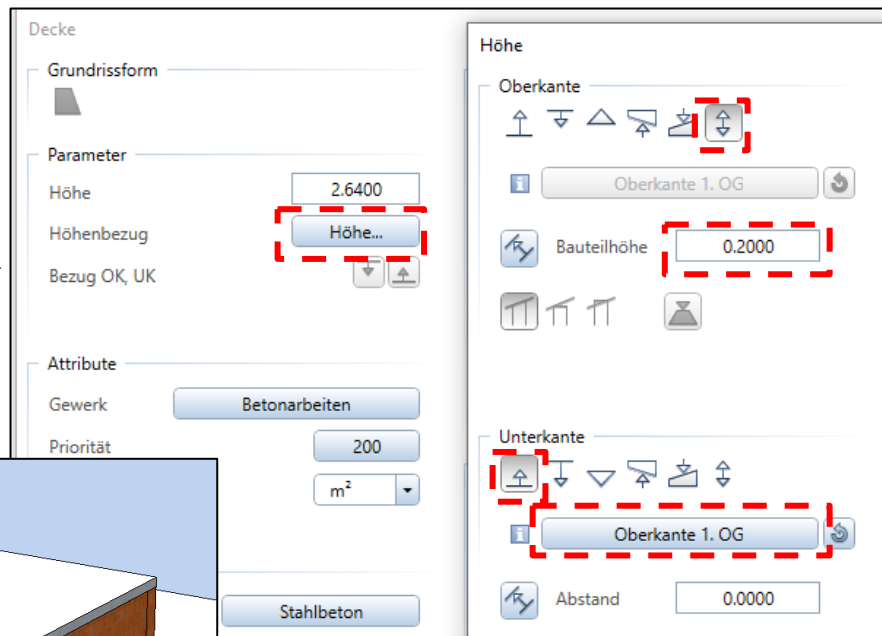 Decke
Grundrissform
Parameter
Höhe 2.6400
Höhenbezug Höhe...
Bezug OK, UK
Attribute
Gewerk Betonarbeiten
Priorität 200
m²
Stahlbeton
Höhe
Oberkante
Oberkante 1. OG
Bauteilhöhe 0.2000
Unterkante
Oberkante 1. OG
Abstand 0.0000